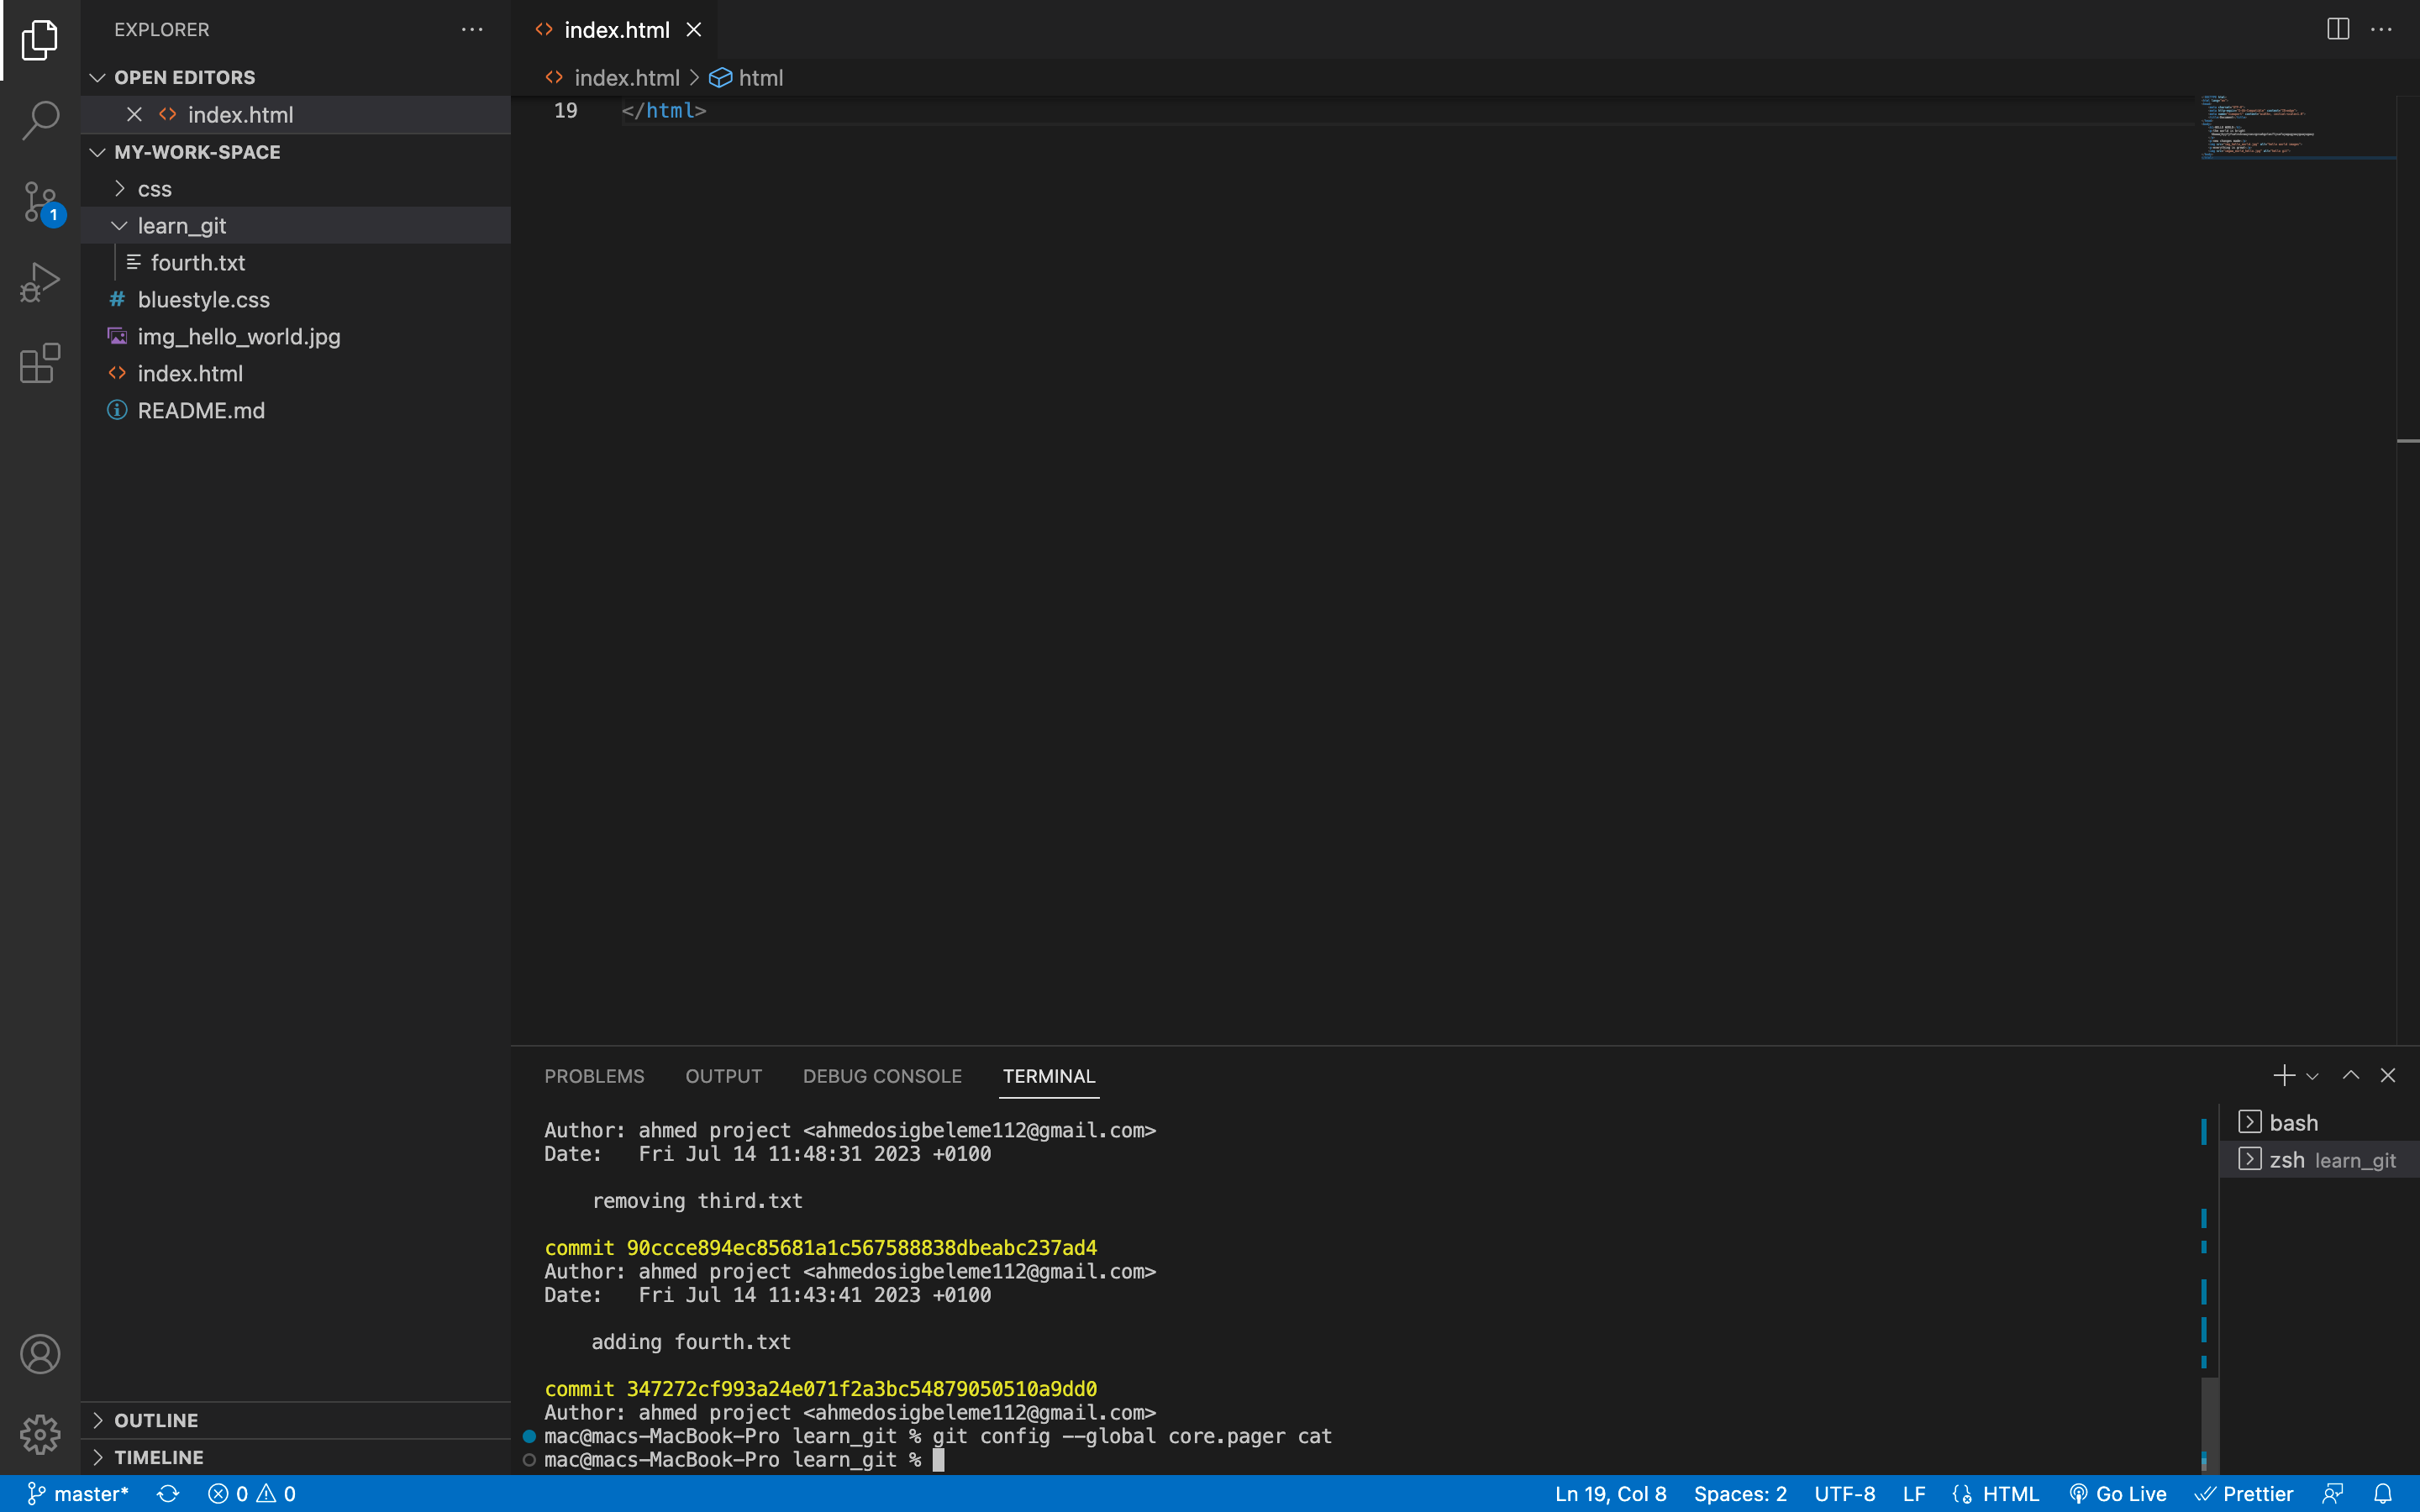 EXPLORER
OPEN EDITORS
index.html
MY-WORK-SPACE
css
learn_git
fourth.txt
bluestyle.css
img_hello_world.jpg
index.html
README.md
OUTLINE
TIMELINE
1
index.html
index.html > html
19 </html>
PROBLEMS OUTPUT DEBUG CONSOLE TERMINAL
Author: ahmed project <ahmedosigbeleme112@gmail.com>
Date:   Fri Jul 14 11:48:31 2023 +0100
removing third.txt
commit 90ccce894ec85681a1c567588838dbeabc237ad4
Author: ahmed project <ahmedosigbeleme112@gmail.com>
Date:   Fri Jul 14 11:43:41 2023 +0100
adding fourth.txt
commit 347272cf993a24e071f2a3bc54879050510a9dd0
Author: ahmed project <ahmedosigbeleme112@gmail.com>
mac@macs-MacBook-Pro learn_git % git config --global core.pager cat
mac@macs-MacBook-Pro learn_git %
bash
zsh learn_git
master* 0 0 Ln 19, Col 8 Spaces: 2 UTF-8 LF HTML Go Live Prettier